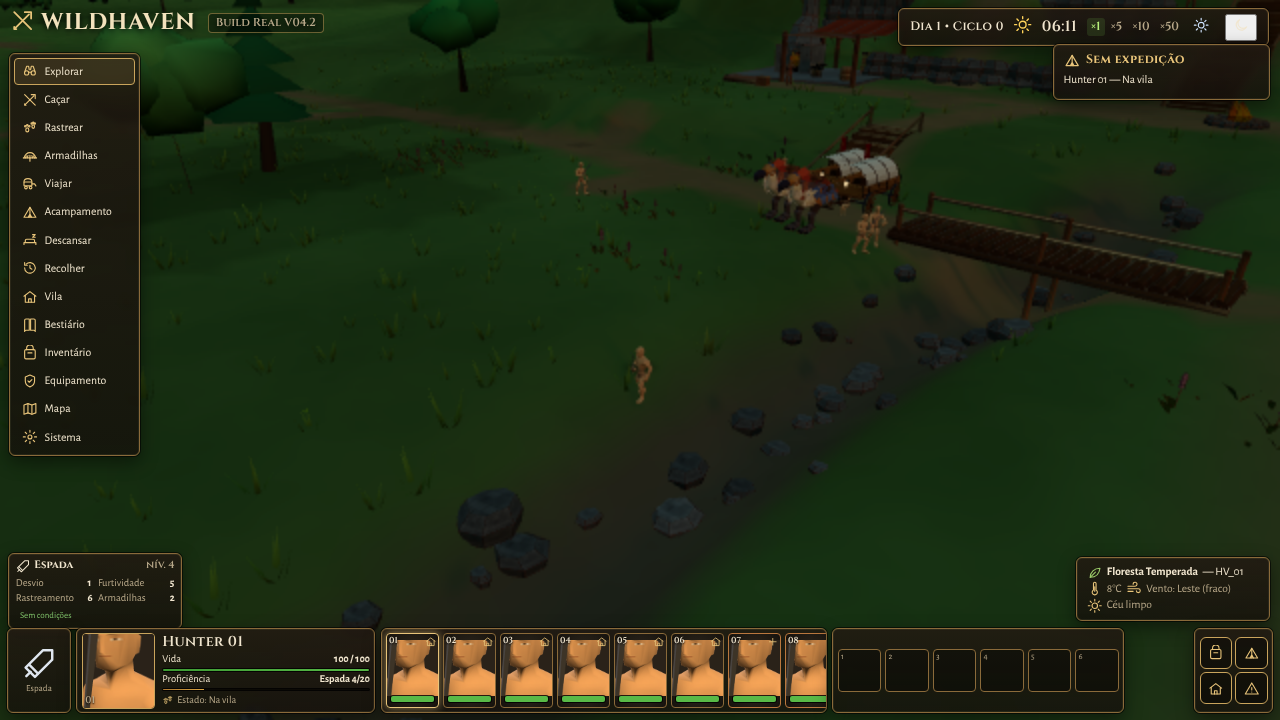 WILDHAVEN
Build Real V04.2
Dia 1 • Ciclo 0
06:11
×1
×5
×10
×50
Sem expedição
Hunter 01 — Na vila
Explorar
Caçar
Rastrear
Armadilhas
Viajar
Acampamento
Descansar
Recolher
Vila
Bestiário
Inventário
Equipamento
Mapa
Sistema
Espada
NÍV. 4
Desvio 1 Furtividade 5
Rastreamento 6 Armadilhas 2
Sem condições
Floresta Temperada — HV_01
8°C Vento: Leste (fraco)
Céu limpo
Espada
01
Hunter 01
Vida 100 / 100
Proficiência Espada 4/20
Estado: Na vila
01 02 03 04 05 06 07 08
1 2 3 4 5 6